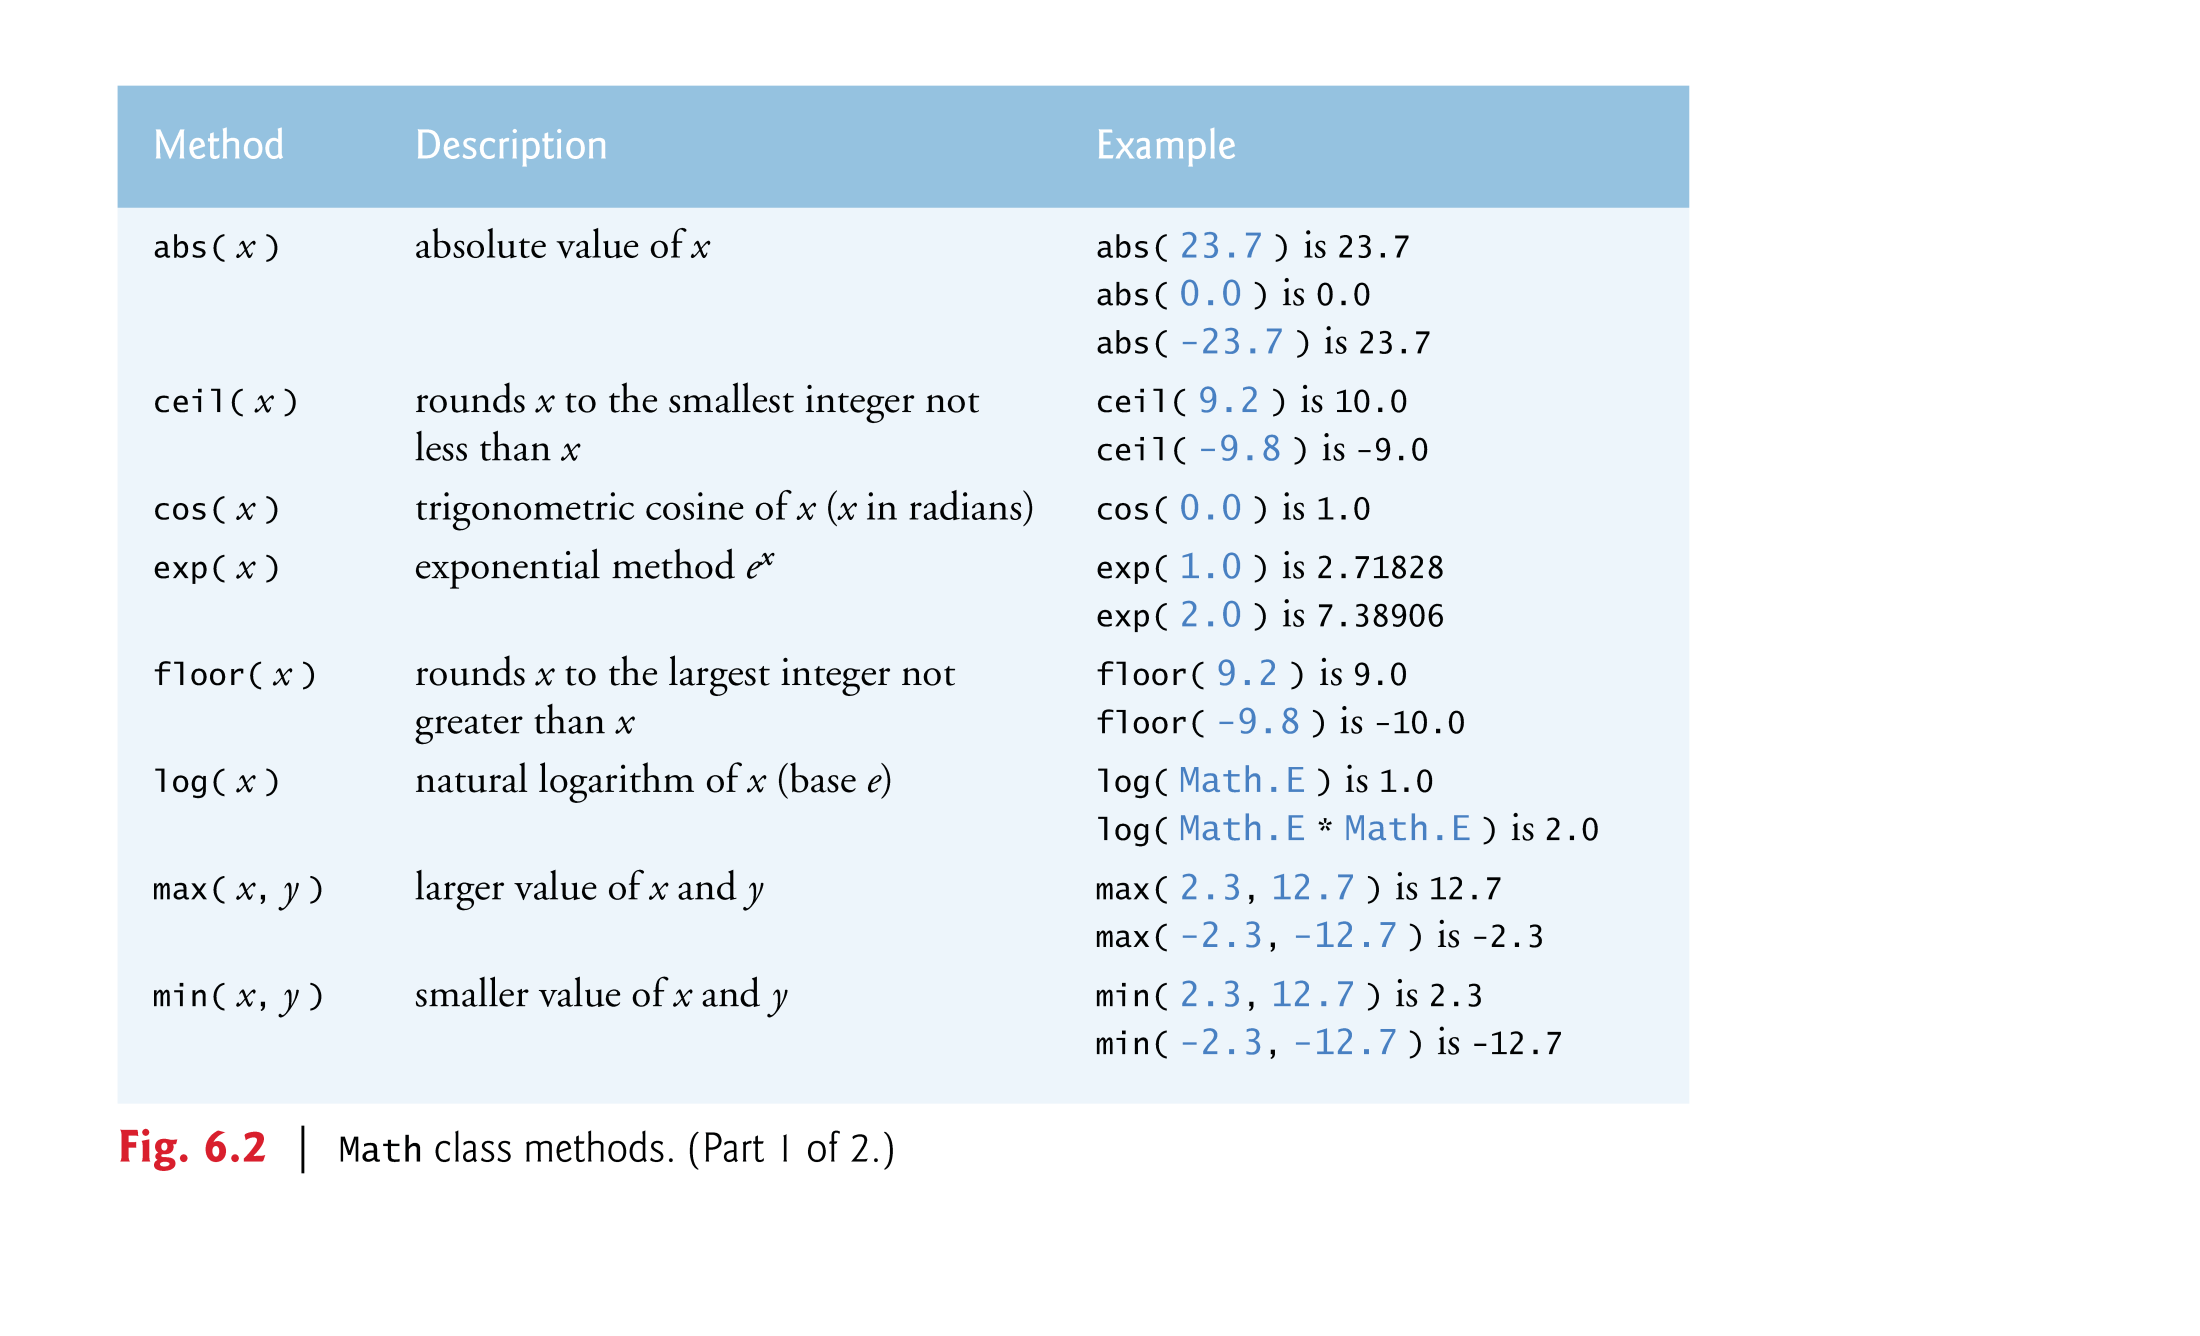 Method Description Example
abs( x ) absolute value of x abs( 23.7 ) is 23.7
abs( 0.0 ) is 0.0
abs( -23.7 ) is 23.7
ceil( x ) rounds x to the smallest integer not ceil( 9.2 ) is 10.0
less than x ceil( -9.8 ) is -9.0
cos( x ) trigonometric cosine of x (x in radians) cos( 0.0 ) is 1.0
exp( x ) exponential method eˣ exp( 1.0 ) is 2.71828
exp( 2.0 ) is 7.38906
floor( x ) rounds x to the largest integer not floor( 9.2 ) is 9.0
greater than x floor( -9.8 ) is -10.0
log( x ) natural logarithm of x (base e) log( Math.E ) is 1.0
log( Math.E * Math.E ) is 2.0
max( x, y ) larger value of x and y max( 2.3, 12.7 ) is 12.7
max( -2.3, -12.7 ) is -2.3
min( x, y ) smaller value of x and y min( 2.3, 12.7 ) is 2.3
min( -2.3, -12.7 ) is -12.7
Fig. 6.2 | Math class methods. (Part 1 of 2.)